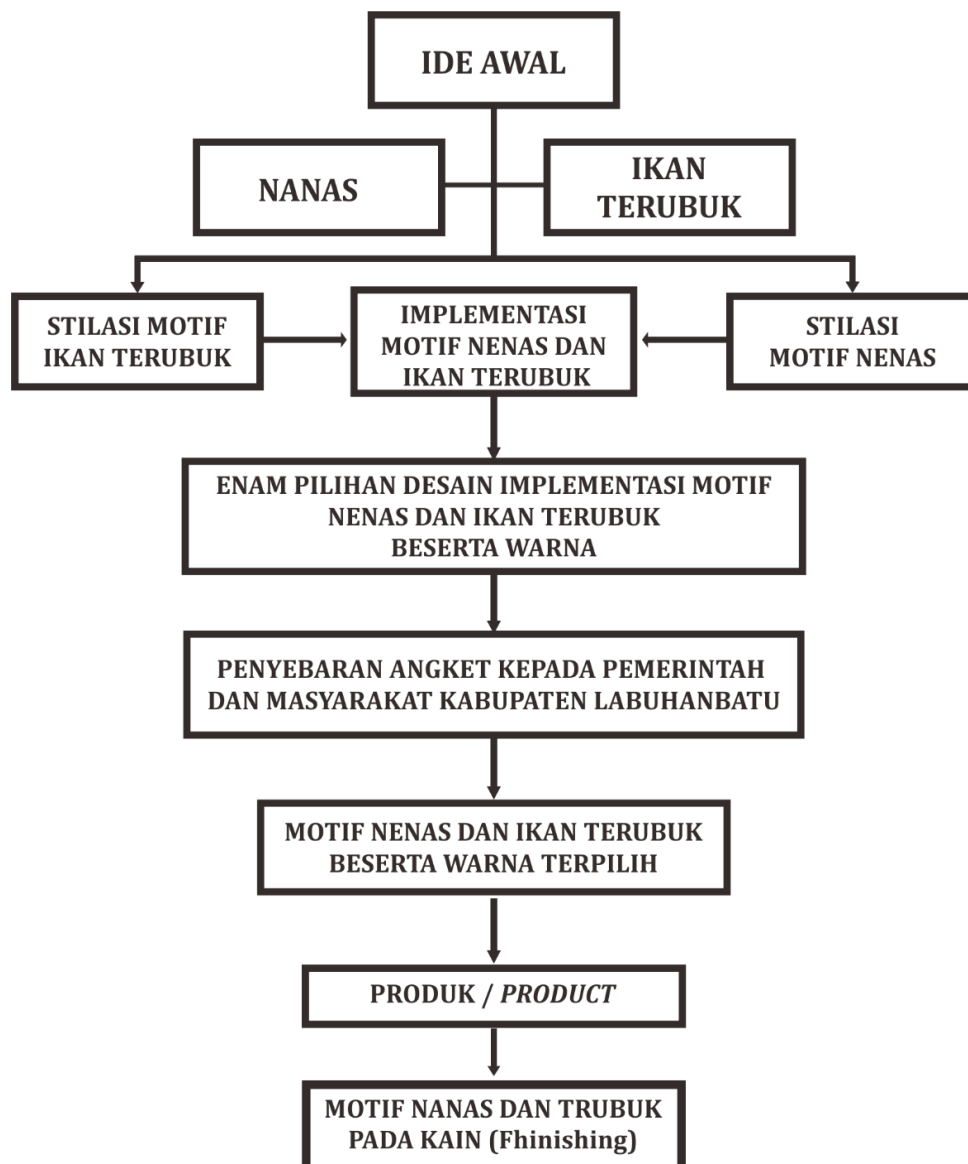 IDE AWAL
NANAS
IKAN
TERUBUK
STILASI MOTIF
IKAN TERUBUK
IMPLEMENTASI
MOTIF NENAS DAN
IKAN TERUBUK
STILASI
MOTIF NENAS
ENAM PILIHAN DESAIN IMPLEMENTASI MOTIF
NENAS DAN IKAN TERUBUK
BESERTA WARNA
PENYEBARAN ANGKET KEPADA PEMERINTAH
DAN MASYARAKAT KABUPATEN LABUHANBATU
MOTIF NENAS DAN IKAN TERUBUK
BESERTA WARNA TERPILIH
PRODUK / PRODUCT
MOTIF NANAS DAN TRUBUK
PADA KAIN (Fhinishing)